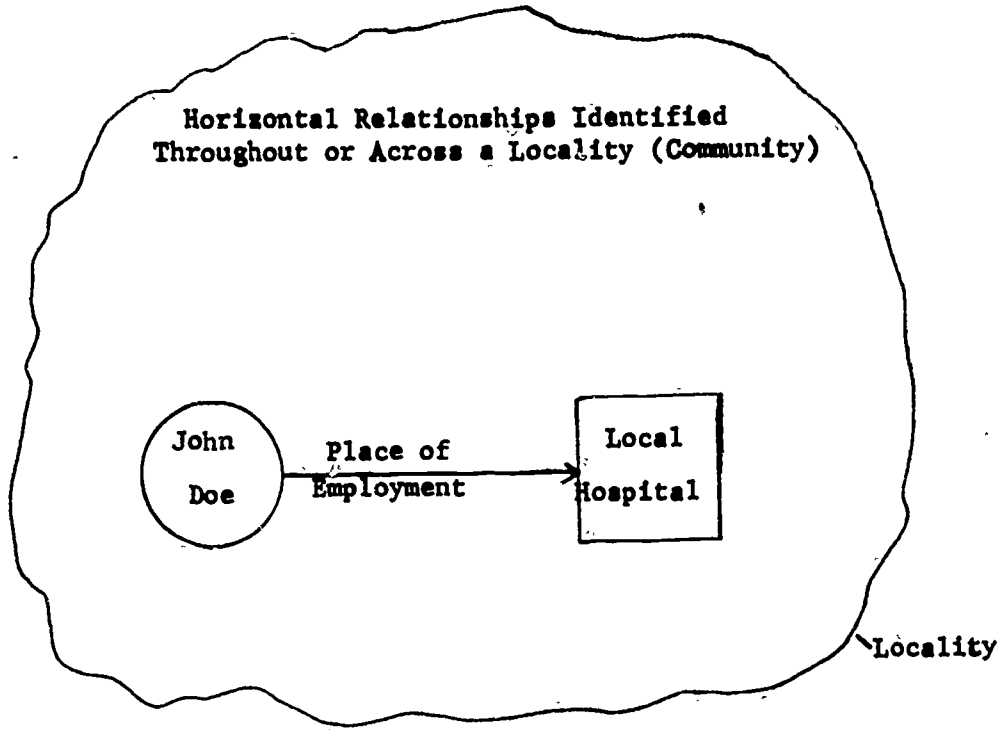 Horizontal Relationships Identified
Throughout or Across a Locality (Community)
John
Doe
Place of
Employment
Local
Hospital
Locality